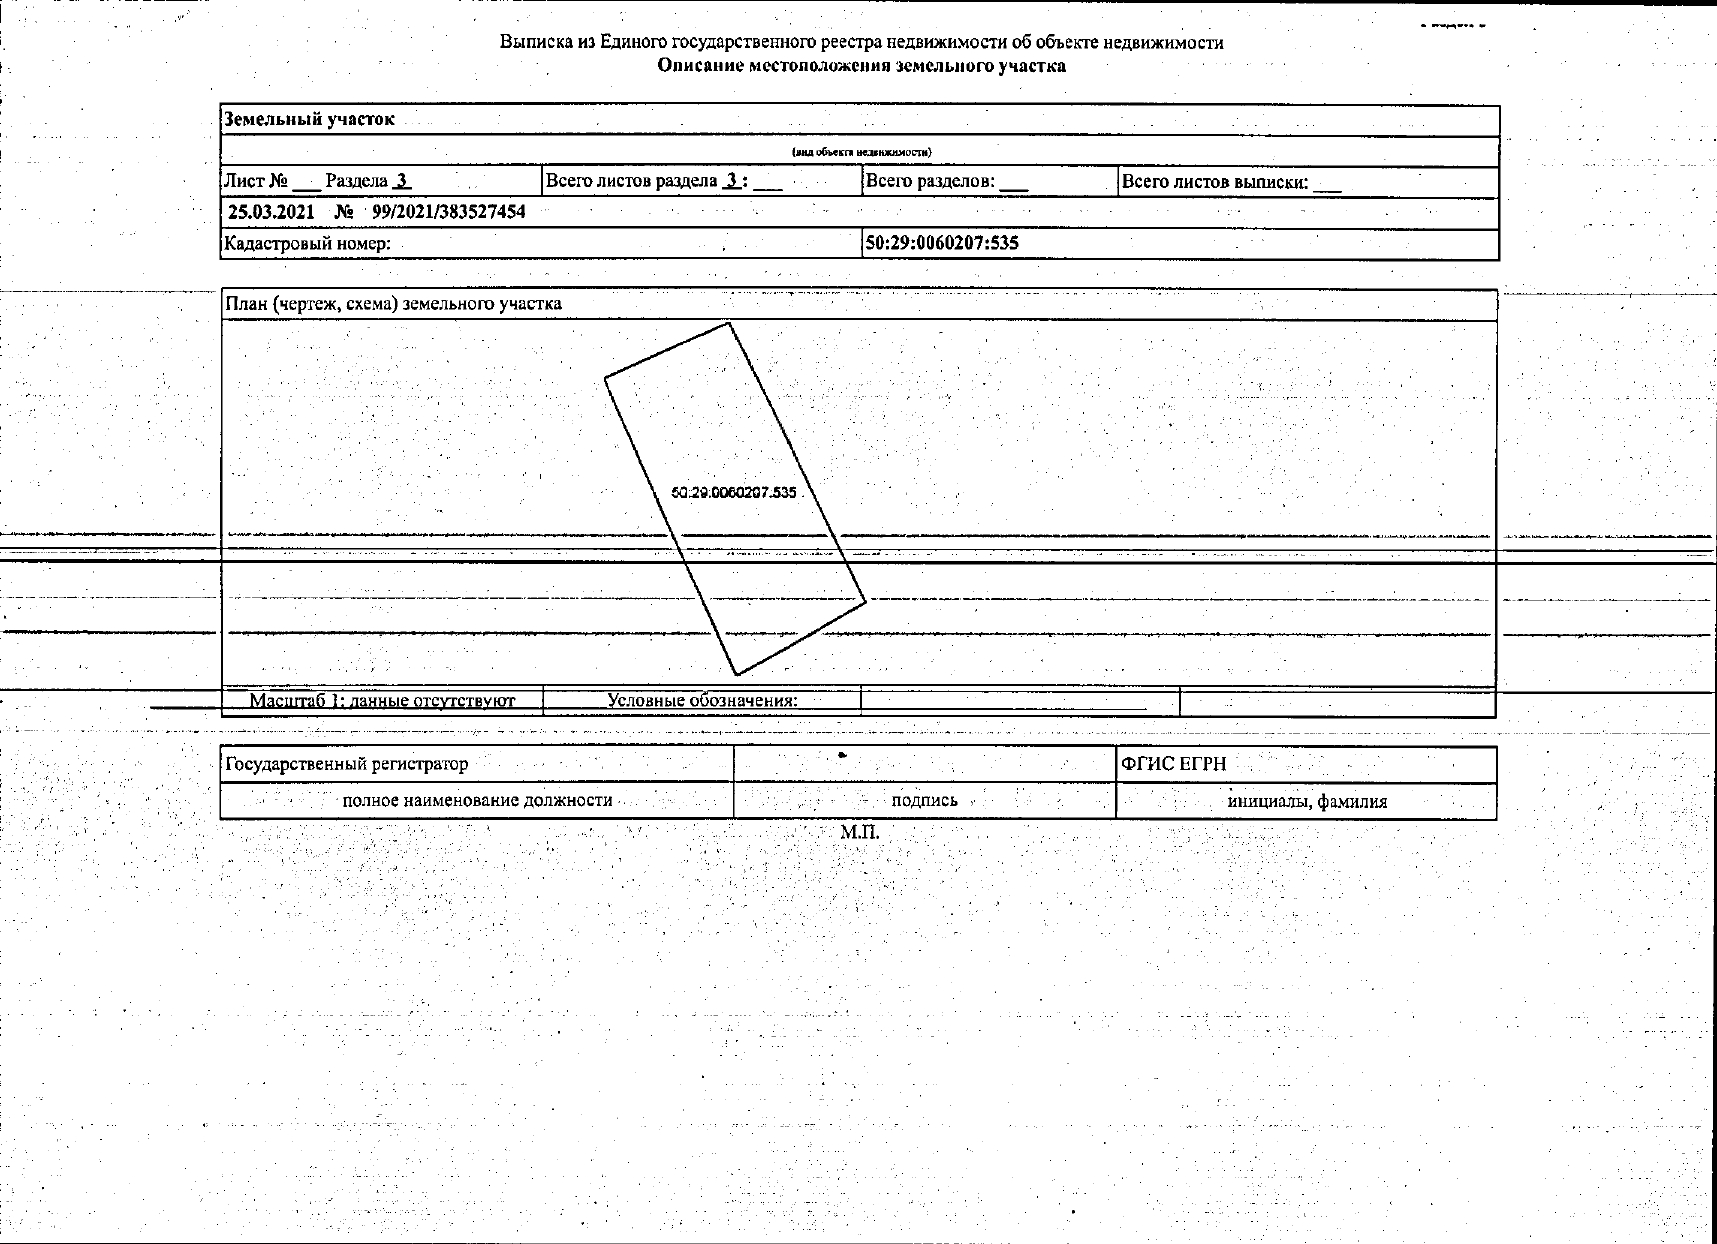 Выписка из Единого государственного реестра недвижимости об объекте недвижимости
Описание местоположения земельного участка
Земельный участок
(вид объекта недвижимости)
Лист № ___ Раздела 3 Всего листов раздела 3 : ___ Всего разделов: ___ Всего листов выписки: ___
25.03.2021 № 99/2021/383527454
Кадастровый номер: 50:29:0060207:535
План (чертеж, схема) земельного участка
50:29:0060207:535
Масштаб 1: данные отсутствуют Условные обозначения:
Государственный регистратор ФГИС ЕГРН
полное наименование должности подпись инициалы, фамилия
М.П.